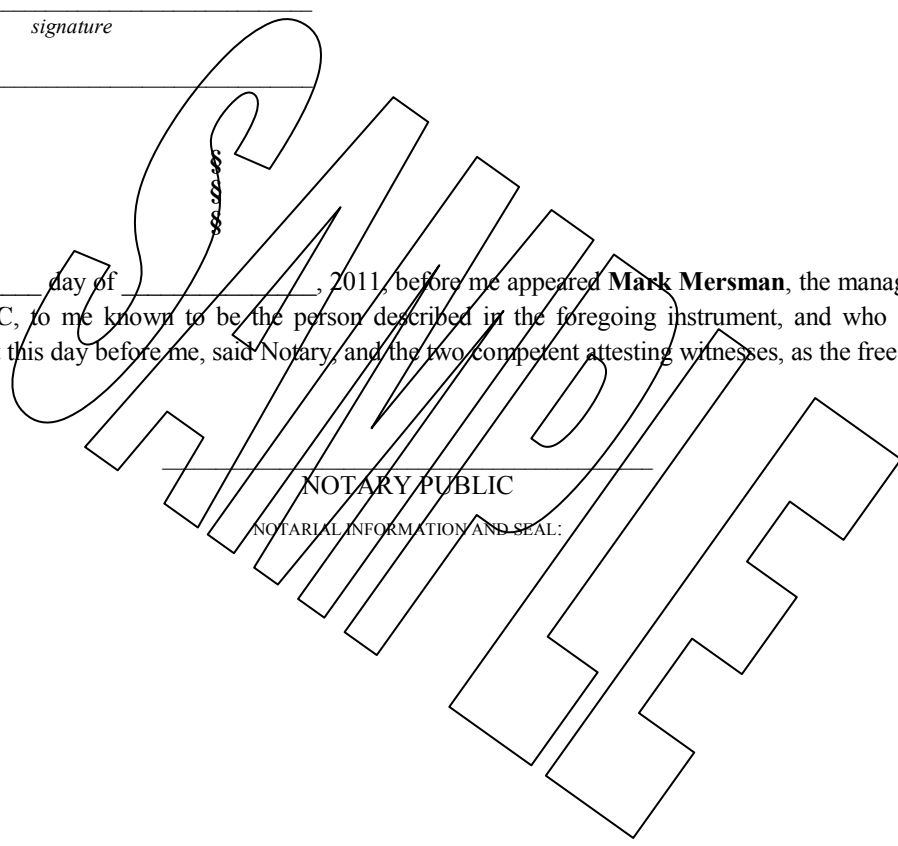 signature
§
§
§
____ day of ________________, 2011, before me appeared Mark Mersman, the manag
C, to me known to be the person described in the foregoing instrument, and who
this day before me, said Notary, and the two competent attesting witnesses, as the free
NOTARY PUBLIC
NOTARIAL INFORMATION AND SEAL:
SAMPLE